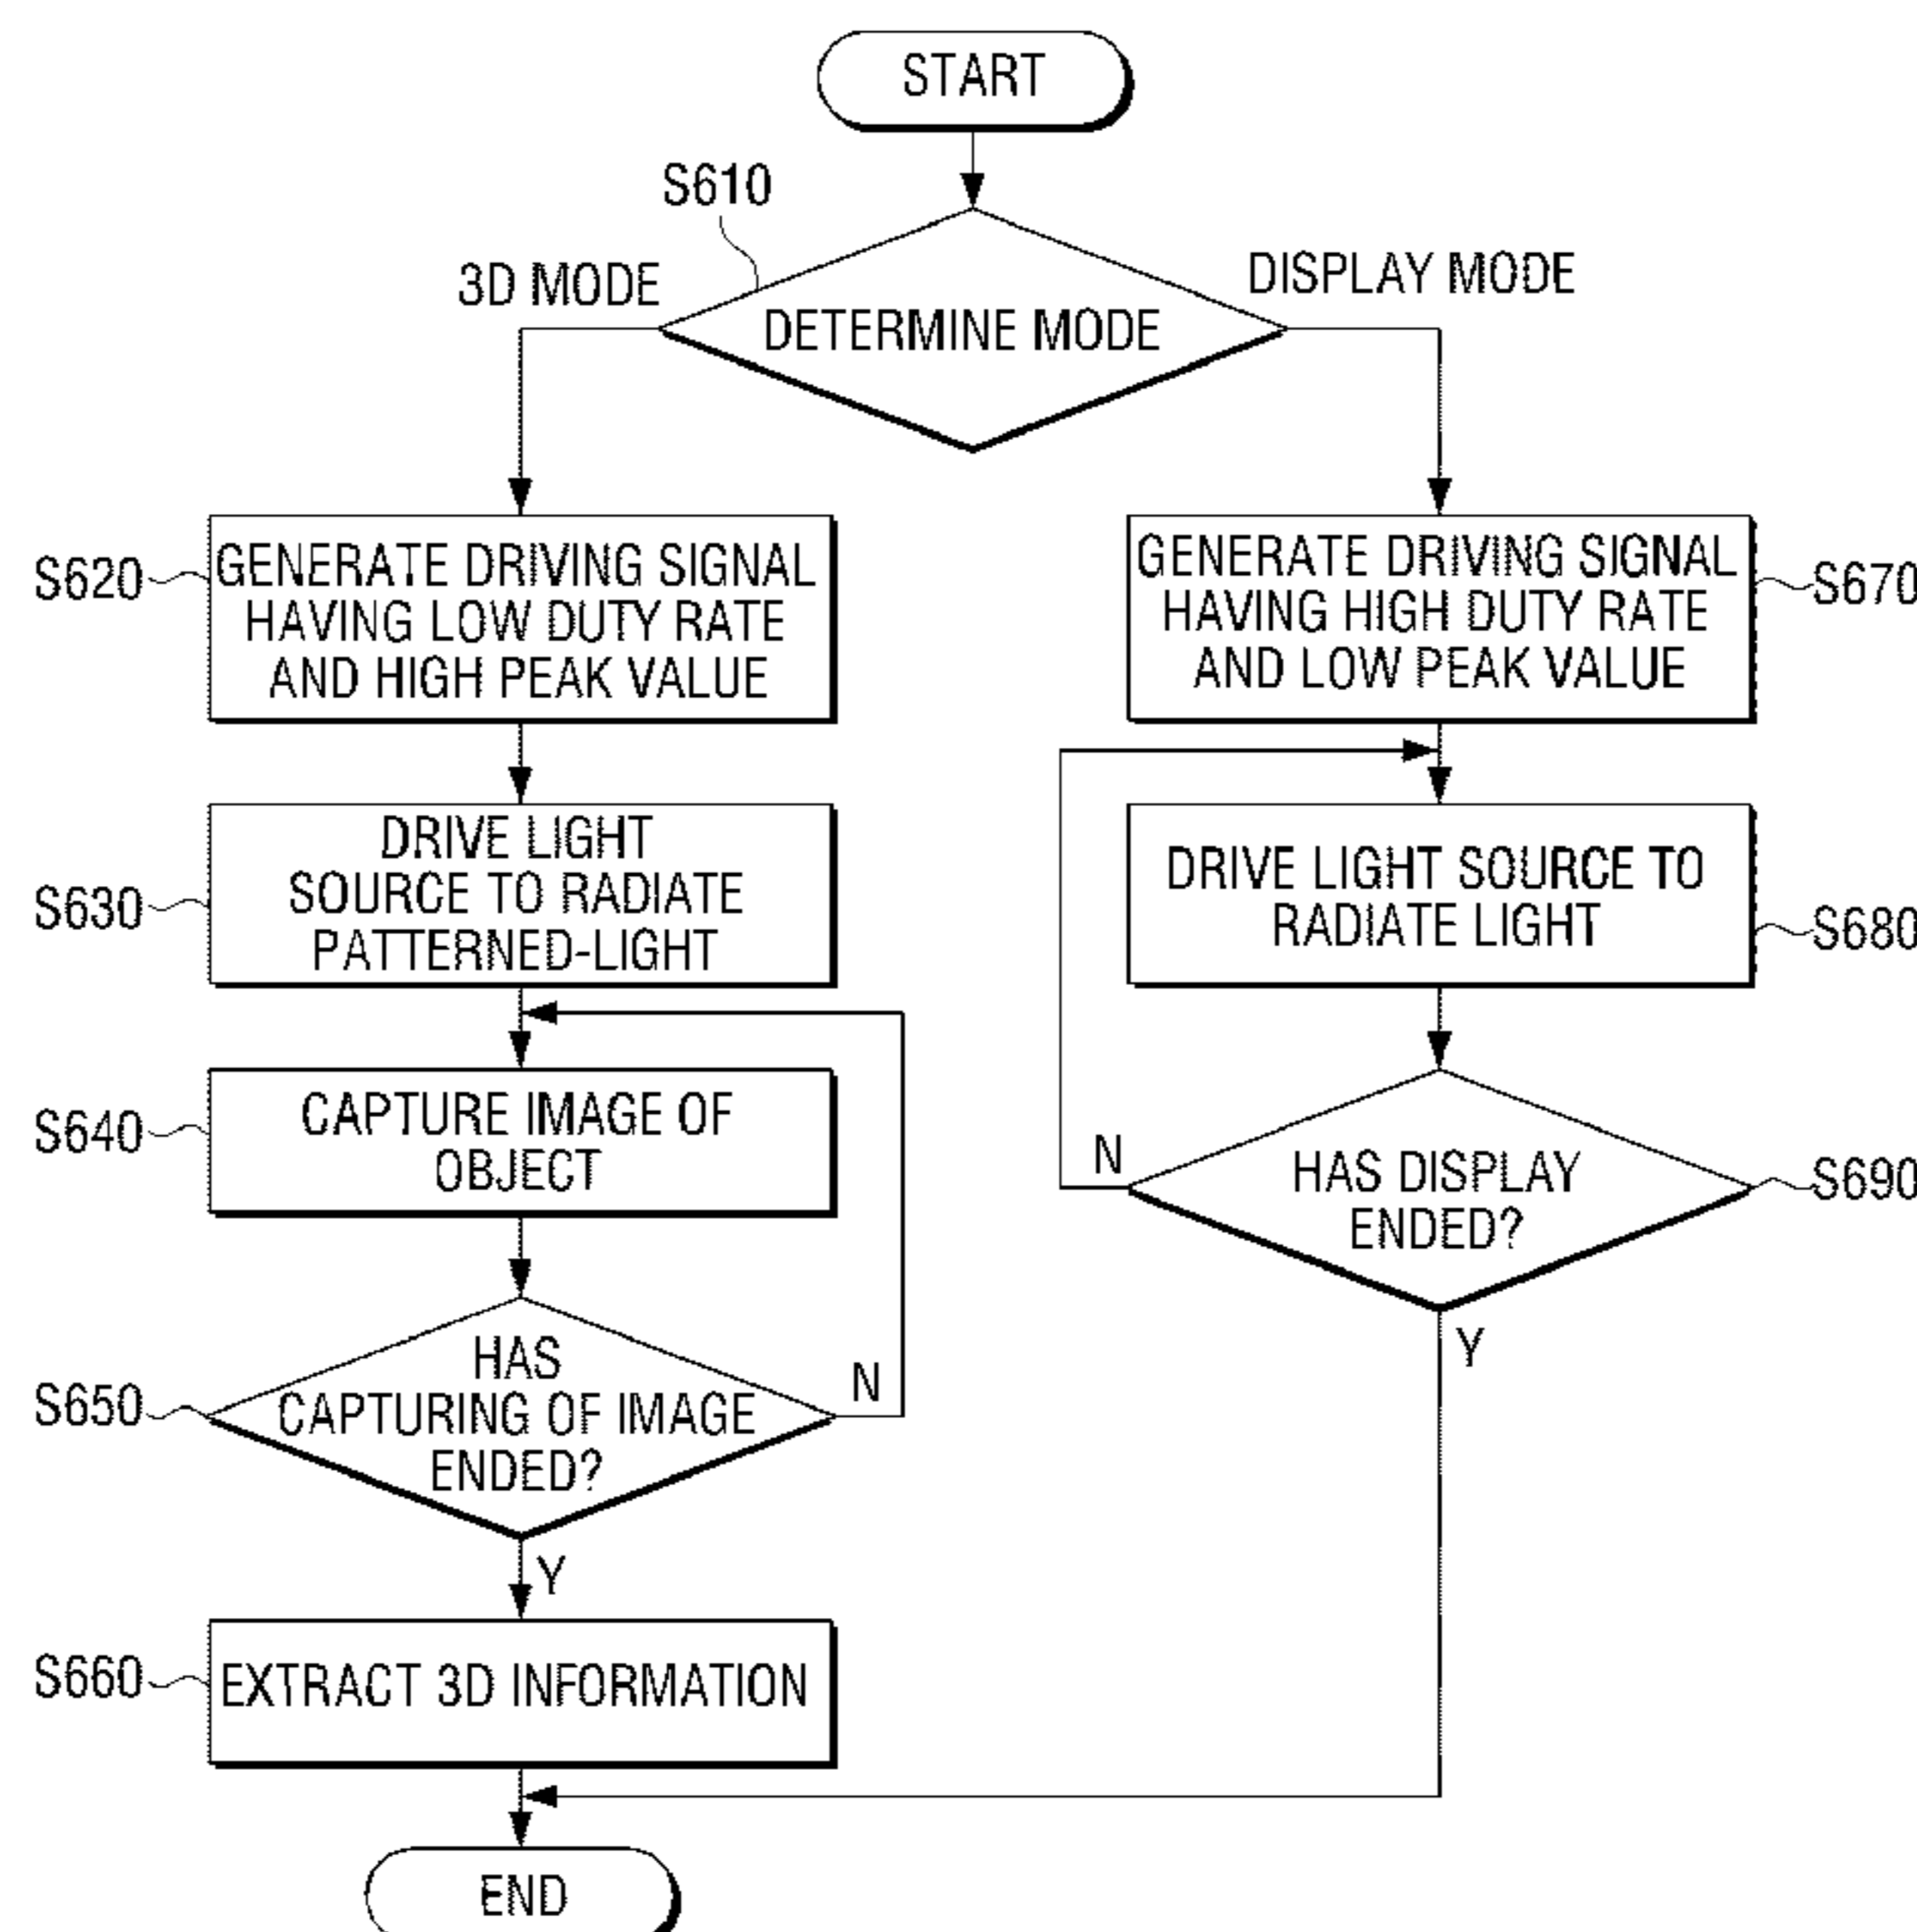 START
S610
3D MODE
DISPLAY MODE
DETERMINE MODE
S620
GENERATE DRIVING SIGNAL
HAVING LOW DUTY RATE
AND HIGH PEAK VALUE
GENERATE DRIVING SIGNAL
HAVING HIGH DUTY RATE
AND LOW PEAK VALUE
S670
S630
DRIVE LIGHT
SOURCE TO RADIATE
PATTERNED-LIGHT
DRIVE LIGHT SOURCE TO
RADIATE LIGHT
S680
S640
CAPTURE IMAGE OF
OBJECT
N
HAS DISPLAY
ENDED?
S690
Y
S650
HAS
CAPTURING OF IMAGE
ENDED?
N
Y
S660
EXTRACT 3D INFORMATION
END